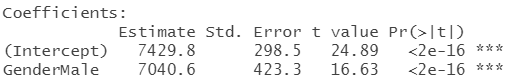 Coefficients:
Estimate Std. Error t value Pr(>|t|)
(Intercept) 7429.8 298.5 24.89 <2e-16 ***
GenderMale 7040.6 423.3 16.63 <2e-16 ***